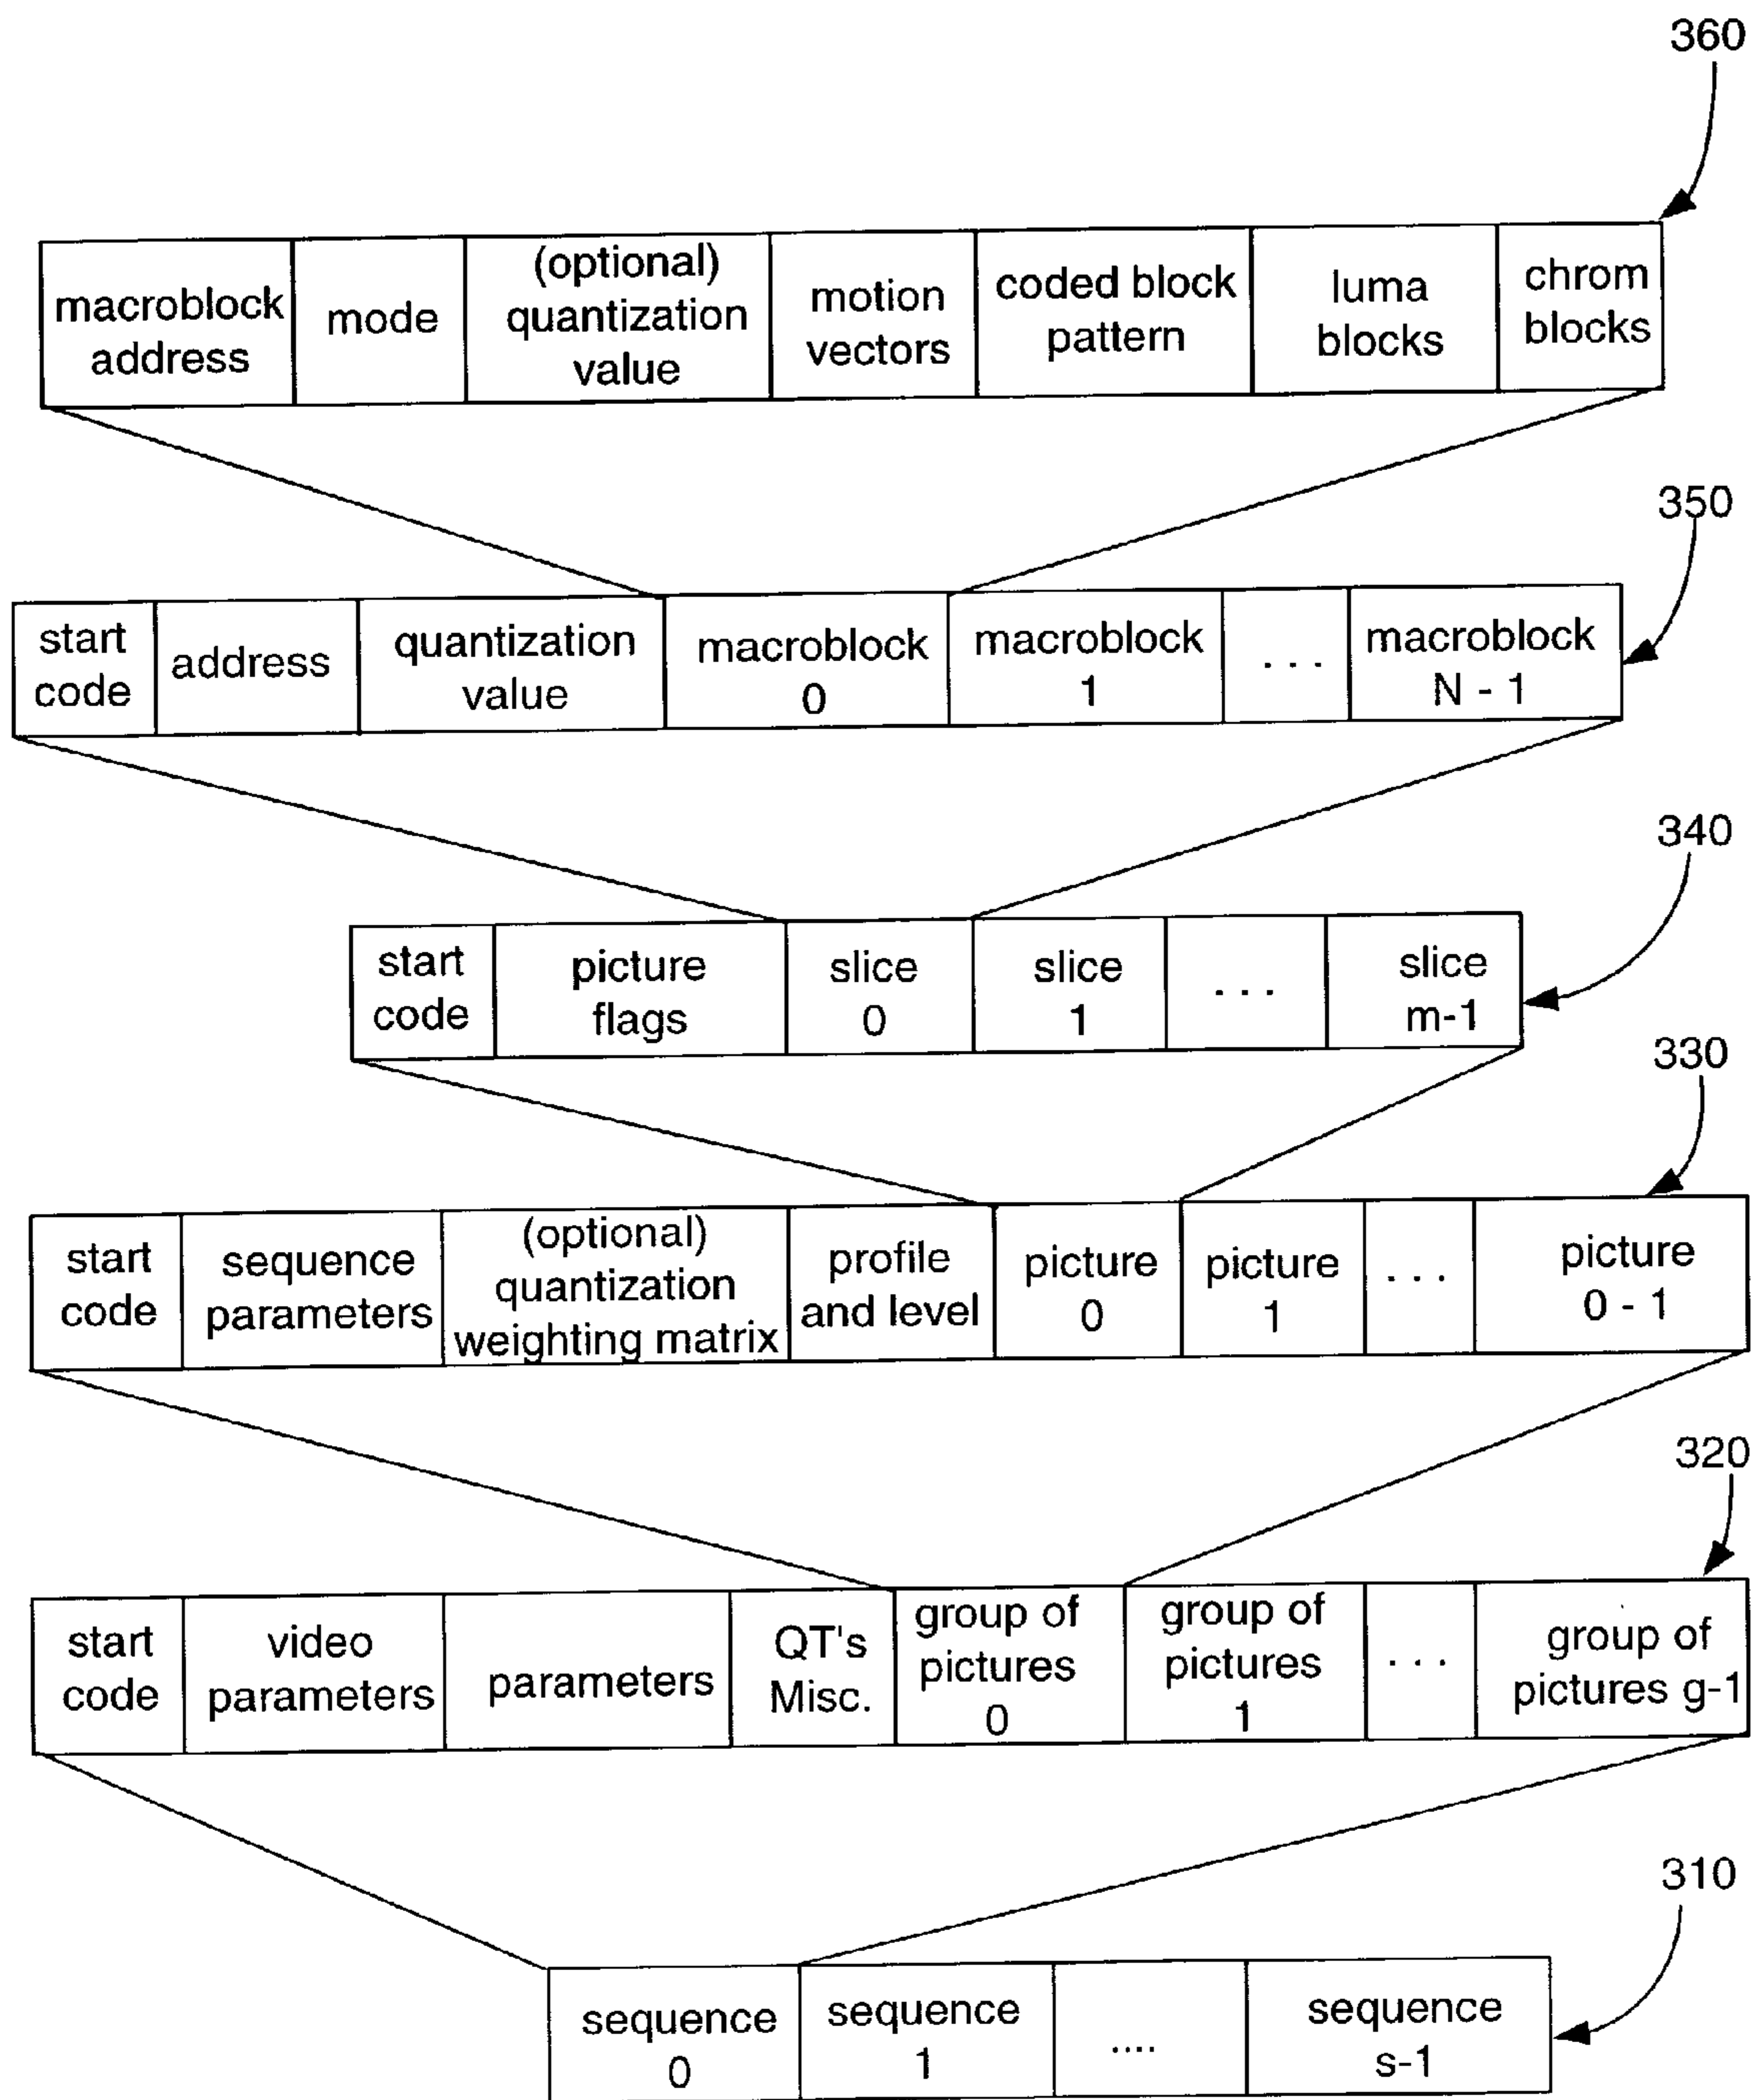 360
macroblock
address
mode
(optional)
quantization
value
motion
vectors
coded block
pattern
luma
blocks
chrom
blocks
350
start
code
address
quantization
value
macroblock
0
macroblock
1
. . .
macroblock
N - 1
340
start
code
picture
flags
slice
0
slice
1
. . .
slice
m-1
330
start
code
sequence
parameters
(optional)
quantization
weighting matrix
profile
and level
picture
0
picture
1
. . .
picture
0 - 1
320
start
code
video
parameters
parameters
QT's
Misc.
group of
pictures
0
group of
pictures
1
. . .
group of
pictures g-1
310
sequence
0
sequence
1
....
sequence
s-1